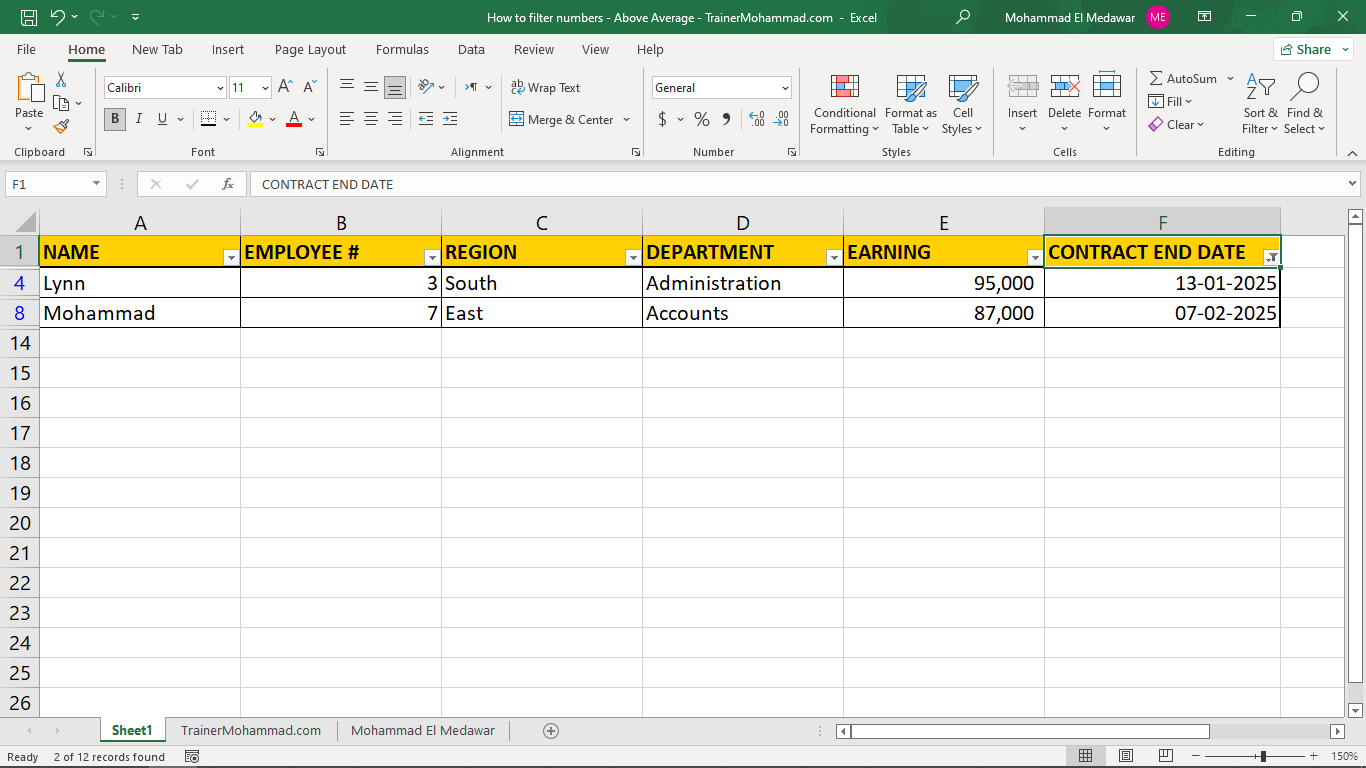 How to filter numbers - Above Average - TrainerMohammad.com - Excel
Mohammad El Medawar ME
File Home New Tab Insert Page Layout Formulas Data Review View Help Share
Paste
Clipboard
Calibri 11
B I U A
Font
ab Wrap Text
Merge & Center
Alignment
General
$ % ,
Number
Conditional Formatting
Format as Table
Cell Styles
Styles
Insert Delete Format
Cells
AutoSum
Fill
Clear
Sort & Filter
Find & Select
Editing
F1 fx CONTRACT END DATE
A B C D E F
1 NAME EMPLOYEE # REGION DEPARTMENT EARNING CONTRACT END DATE
4 Lynn 3 South Administration 95,000 13-01-2025
8 Mohammad 7 East Accounts 87,000 07-02-2025
14
15
16
17
18
19
20
21
22
23
24
25
26
Sheet1 TrainerMohammad.com Mohammad El Medawar
Ready 2 of 12 records found 150%